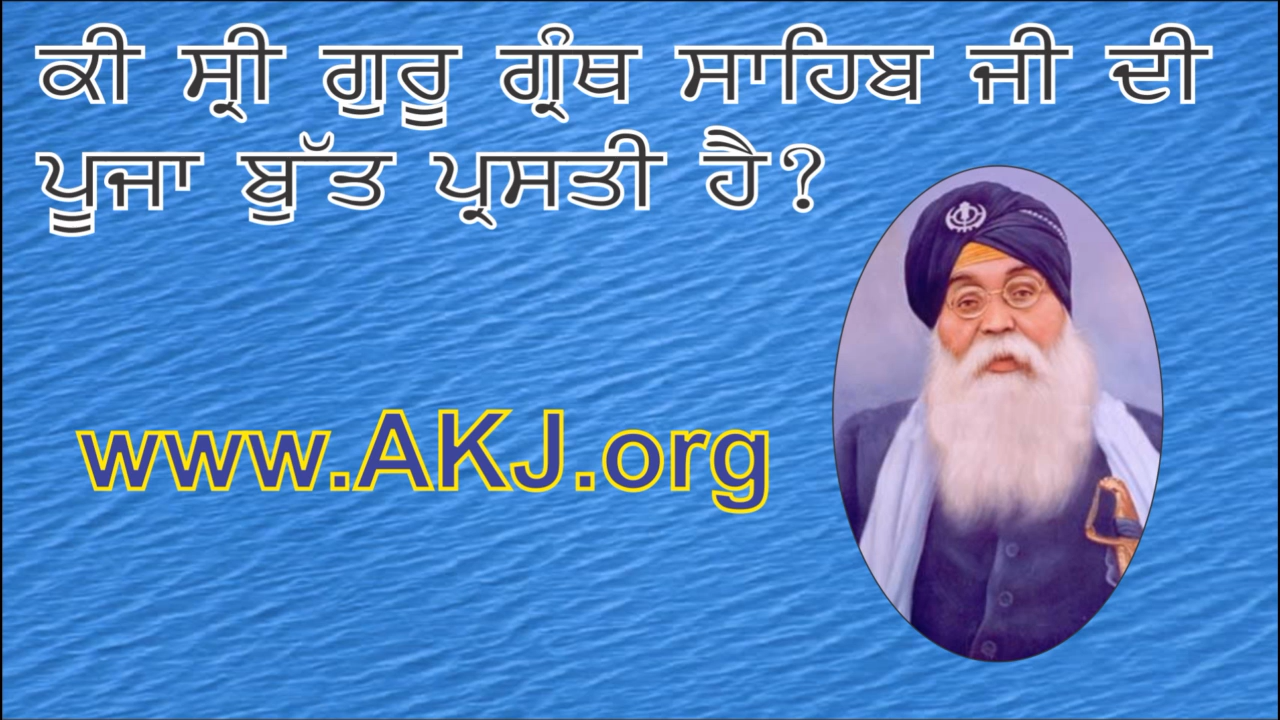 ਕੀ ਸ੍ਰੀ ਗੁਰੂ ਗ੍ਰੰਥ ਸਾਹਿਬ ਜੀ ਦੀ
ਪੂਜਾ ਬੁੱਤ ਪ੍ਰਸਤੀ ਹੈ?
www.AKJ.org